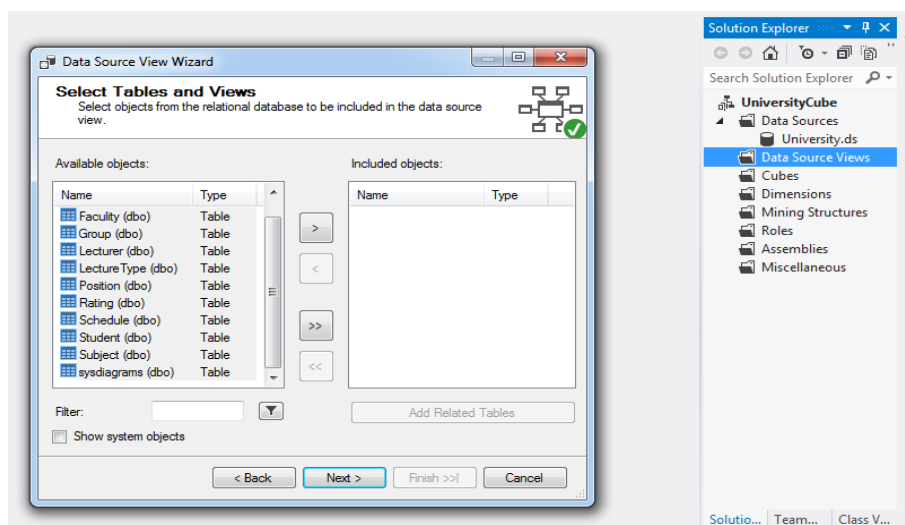 Data Source View Wizard
Select Tables and Views
Select objects from the relational database to be included in the data source
view.
Available objects:
Name Type
Faculity (dbo) Table
Group (dbo) Table
Lecturer (dbo) Table
LectureType (dbo) Table
Position (dbo) Table
Rating (dbo) Table
Schedule (dbo) Table
Student (dbo) Table
Subject (dbo) Table
sysdiagrams (dbo) Table
>
<
>>
<<
Included objects:
Name Type
Filter:
Add Related Tables
Show system objects
< Back
Next >
Finish >>|
Cancel
Solution Explorer
Search Solution Explorer
UniversityCube
Data Sources
University.ds
Data Source Views
Cubes
Dimensions
Mining Structures
Roles
Assemblies
Miscellaneous
Solutio... Team... Class V...